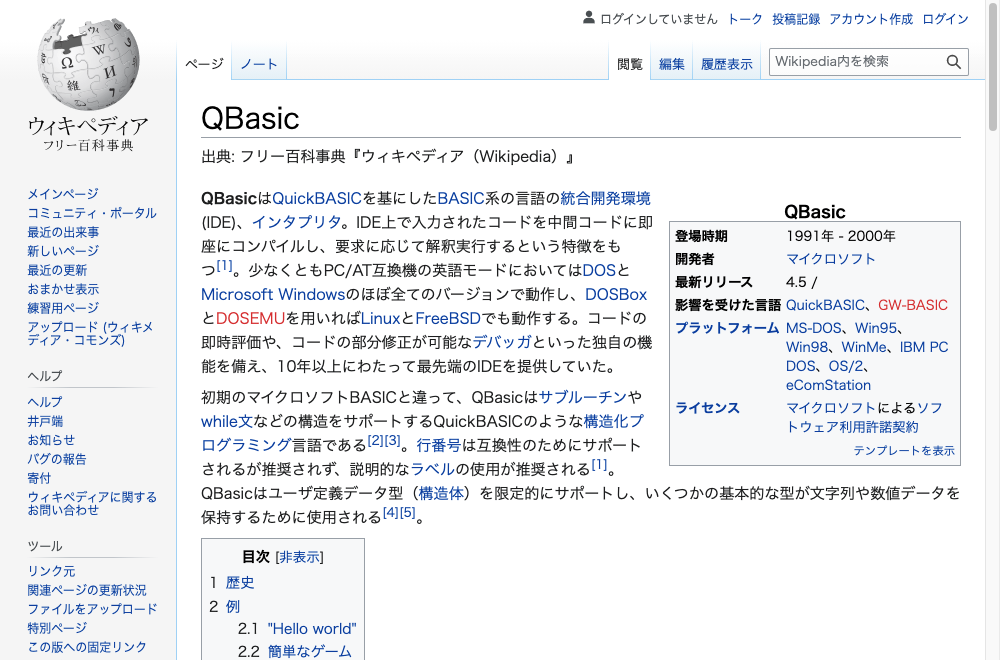 ログインしていません トーク 投稿記録 アカウント作成 ログイン
ページ ノート 閲覧 編集 履歴表示 Wikipedia内を検索
Ω W 維 И
ウィキペディア
フリー百科事典
メインページ
コミュニティ・ポータル
最近の出来事
新しいページ
最近の更新
おまかせ表示
練習用ページ
アップロード (ウィキメ
ディア・コモンズ)
ヘルプ
ヘルプ
井戸端
お知らせ
バグの報告
寄付
ウィキペディアに関する
お問い合わせ
ツール
リンク元
関連ページの更新状況
ファイルをアップロード
特別ページ
この版への固定リンク
QBasic
出典: フリー百科事典『ウィキペディア（Wikipedia）』
QBasicはQuickBASICを基にしたBASIC系の言語の統合開発環境
(IDE)、インタプリタ。IDE上で入力されたコードを中間コードに即
座にコンパイルし、要求に応じて解釈実行するという特徴をも
つ[1]。少なくともPC/AT互換機の英語モードにおいてはDOSと
Microsoft Windowsのほぼ全てのバージョンで動作し、DOSBox
とDOSEMUを用いればLinuxとFreeBSDでも動作する。コードの
即時評価や、コードの部分修正が可能なデバッガといった独自の機
能を備え、10年以上にわたって最先端のIDEを提供していた。
初期のマイクロソフトBASICと違って、QBasicはサブルーチンや
while文などの構造をサポートするQuickBASICのような構造化プ
ログラミング言語である[2][3]。行番号は互換性のためにサポート
されるが推奨されず、説明的なラベルの使用が推奨される[1]。
QBasicはユーザ定義データ型（構造体）を限定的にサポートし、いくつかの基本的な型が文字列や数値データを
保持するために使用される[4][5]。
QBasic
登場時期 1991年 - 2000年
開発者 マイクロソフト
最新リリース 4.5 /
影響を受けた言語 QuickBASIC、GW-BASIC
プラットフォーム MS-DOS、Win95、
Win98、WinMe、IBM PC
DOS、OS/2、
eComStation
ライセンス マイクロソフトによるソフ
トウェア利用許諾契約
テンプレートを表示
目次 [非表示]
1 歴史
2 例
2.1 "Hello world"
2.2 簡単なゲーム